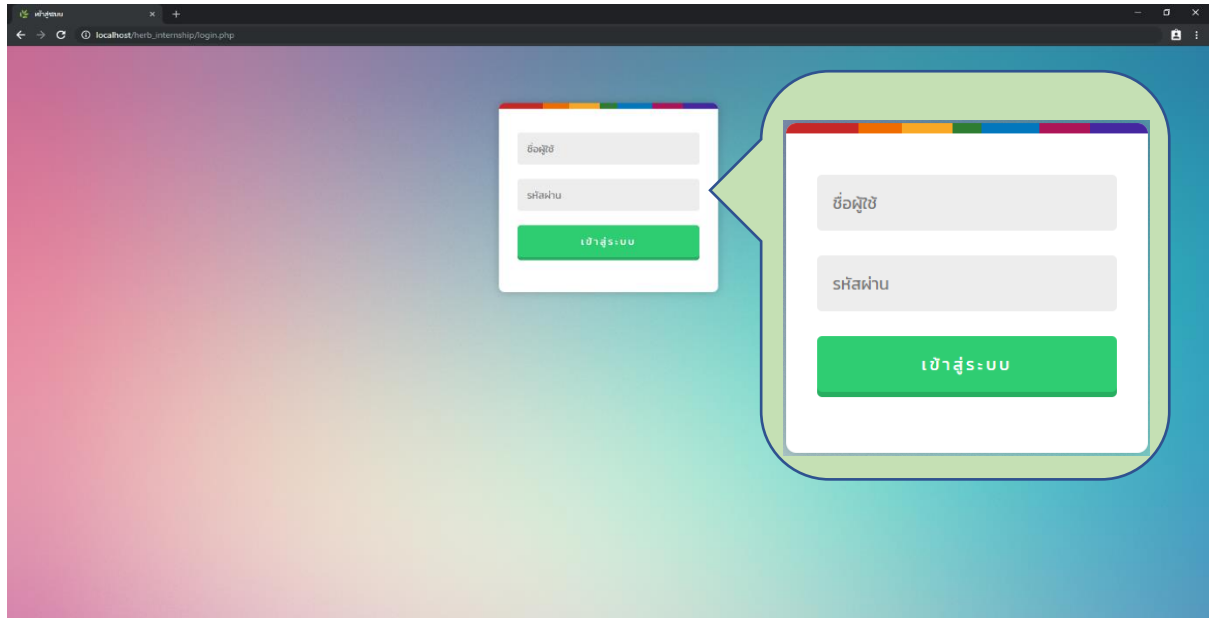 เข้าสู่ระบบ
localhost/herb_internship/login.php
ชื่อผู้ใช้
รหัสผ่าน
เข้าสู่ระบบ
ชื่อผู้ใช้
รหัสผ่าน
เข้าสู่ระบบ